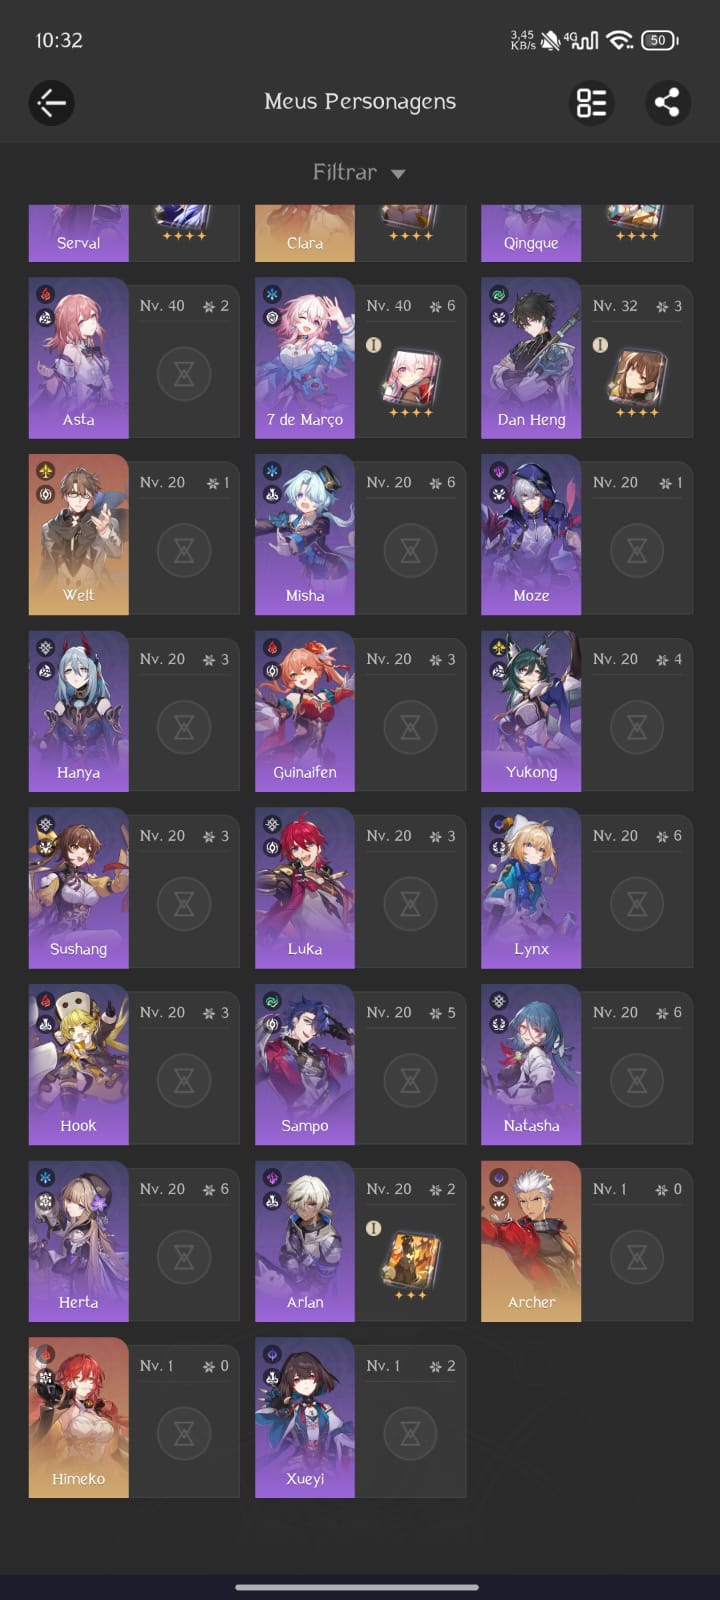 10:32
3,45
KB/s
4G
50
Meus Personagens
Filtrar
Serval
Clara
Qingque
Nv. 40 2
Asta
Nv. 40 6
I
7 de Março
Nv. 32 3
I
Dan Heng
Nv. 20 1
Welt
Nv. 20 6
Misha
Nv. 20 1
Moze
Nv. 20 3
Hanya
Nv. 20 3
Guinaifen
Nv. 20 4
Yukong
Nv. 20 3
Sushang
Nv. 20 3
Luka
Nv. 20 6
Lynx
Nv. 20 3
Hook
Nv. 20 5
Sampo
Nv. 20 6
Natasha
Nv. 20 6
Herta
Nv. 20 2
I
Arlan
Nv. 1 0
Archer
Nv. 1 0
Himeko
Nv. 1 2
Xueyi